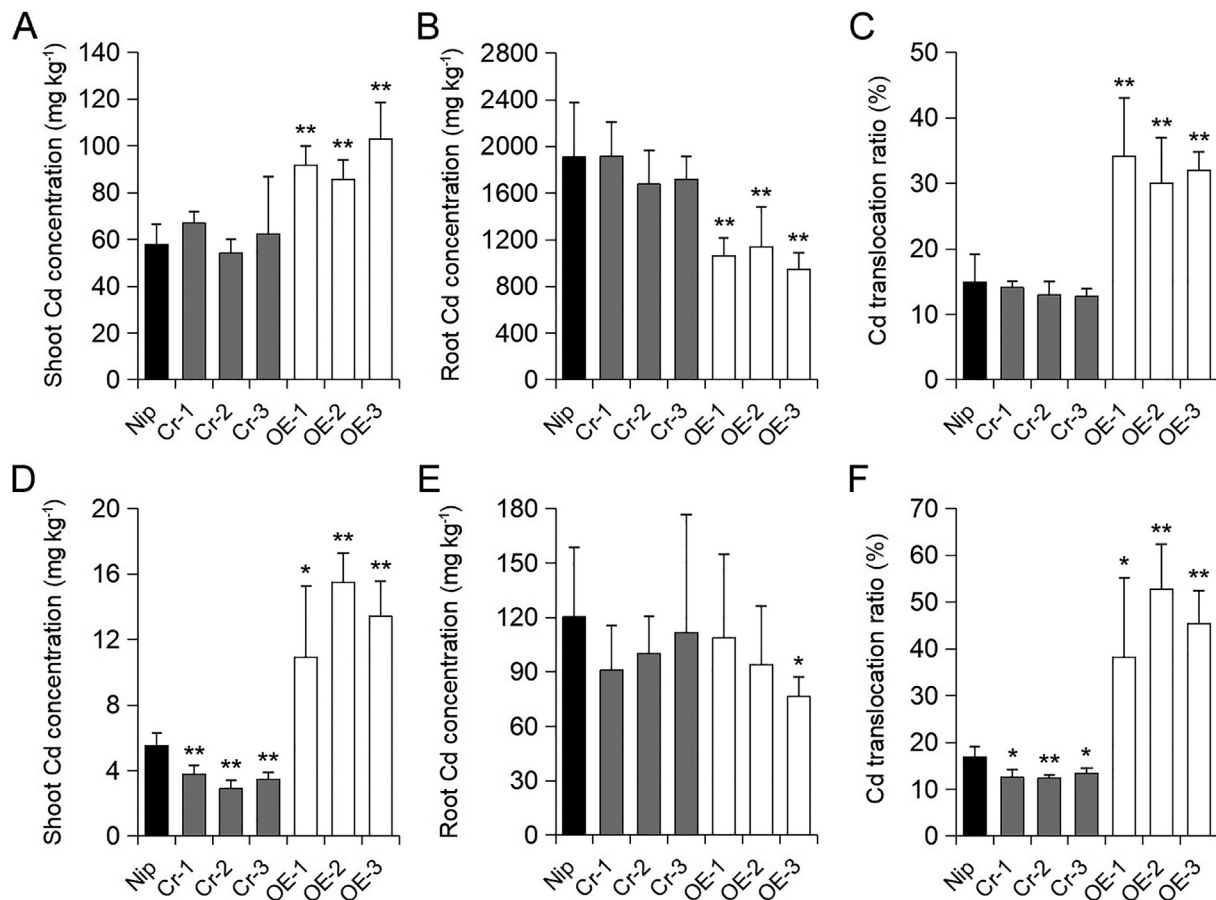 A
Shoot Cd concentration (mg kg-1)
140
120
100
80
60
40
20
0
**
**
**
Nip
Cr-1
Cr-2
Cr-3
OE-1
OE-2
OE-3
B
Root Cd concentration (mg kg-1)
2800
2400
2000
1600
1200
800
400
0
**
**
**
Nip
Cr-1
Cr-2
Cr-3
OE-1
OE-2
OE-3
C
Cd translocation ratio (%)
50
40
30
20
10
0
**
**
**
Nip
Cr-1
Cr-2
Cr-3
OE-1
OE-2
OE-3
D
Shoot Cd concentration (mg kg-1)
20
16
12
8
4
0
**
**
**
*
**
**
Nip
Cr-1
Cr-2
Cr-3
OE-1
OE-2
OE-3
E
Root Cd concentration (mg kg-1)
180
150
120
90
60
30
0
*
Nip
Cr-1
Cr-2
Cr-3
OE-1
OE-2
OE-3
F
Cd translocation ratio (%)
70
60
50
40
30
20
10
0
*
**
*
*
**
**
Nip
Cr-1
Cr-2
Cr-3
OE-1
OE-2
OE-3